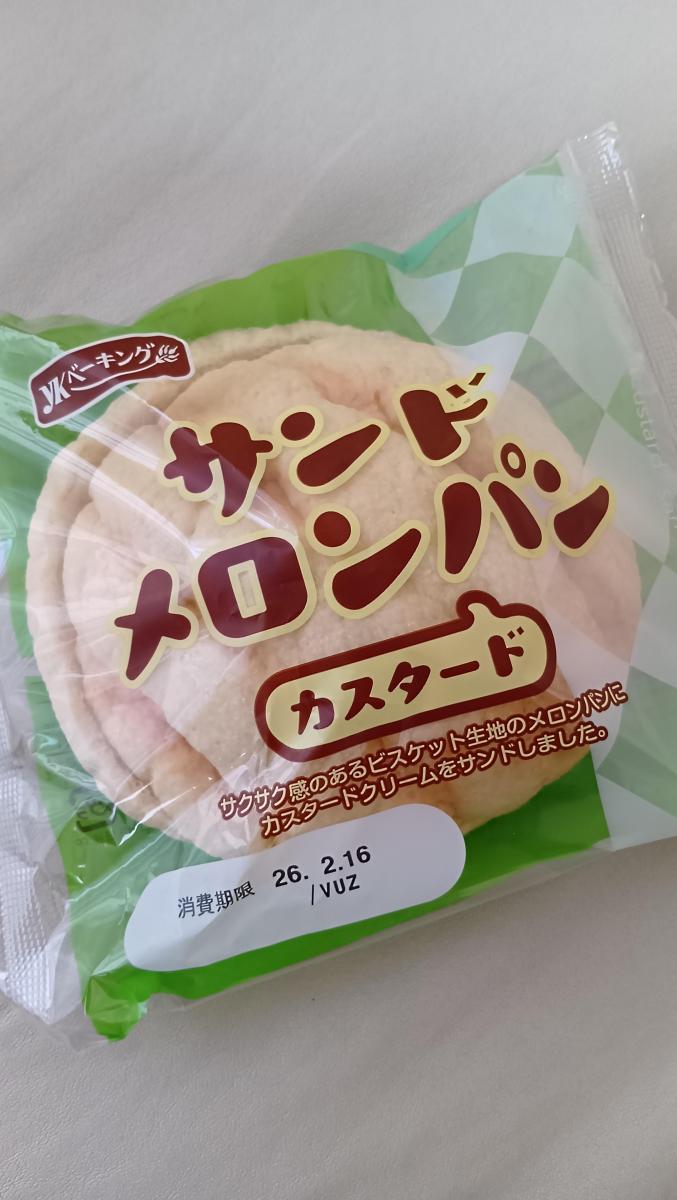 YKベーキング
サンド
メロンパン
カスタード
サクサク感のあるビスケット生地のメロンパンに
カスタードクリームをサンドしました。
消費期限 26. 2.16
/VUZ